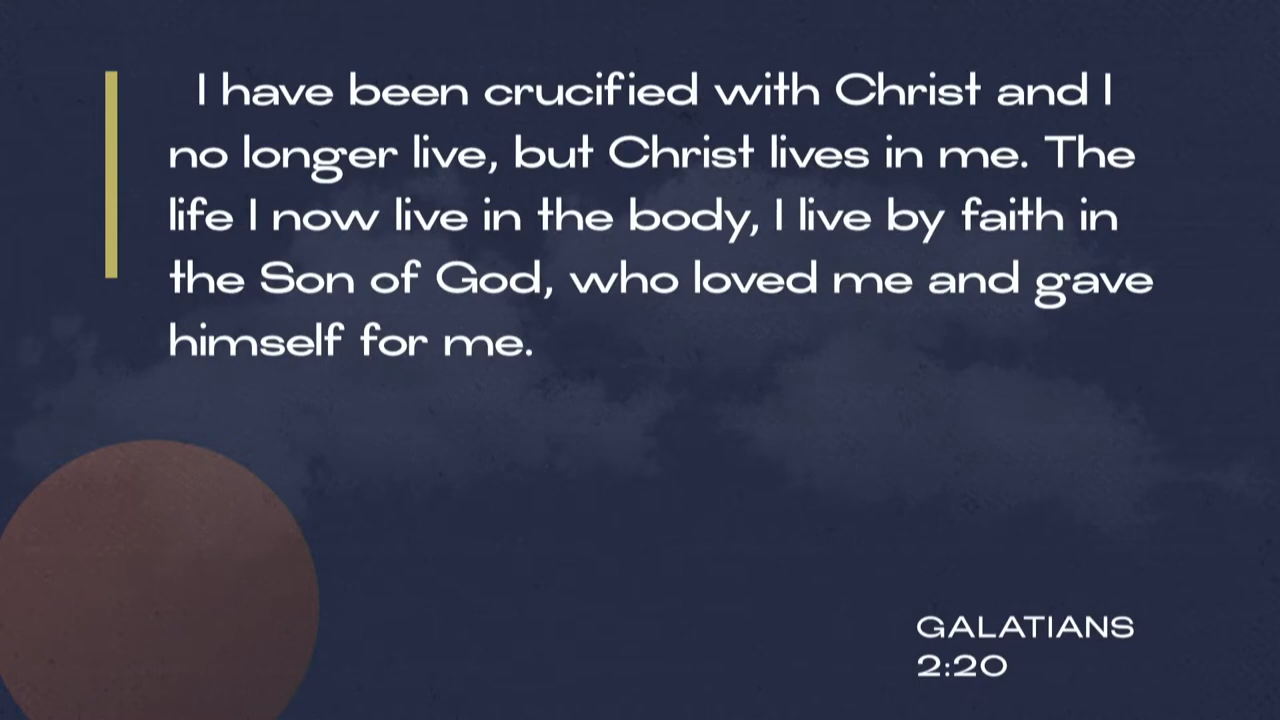 I have been crucified with Christ and I
no longer live, but Christ lives in me. The
life I now live in the body, I live by faith in
the Son of God, who loved me and gave
himself for me.
GALATIANS
2:20